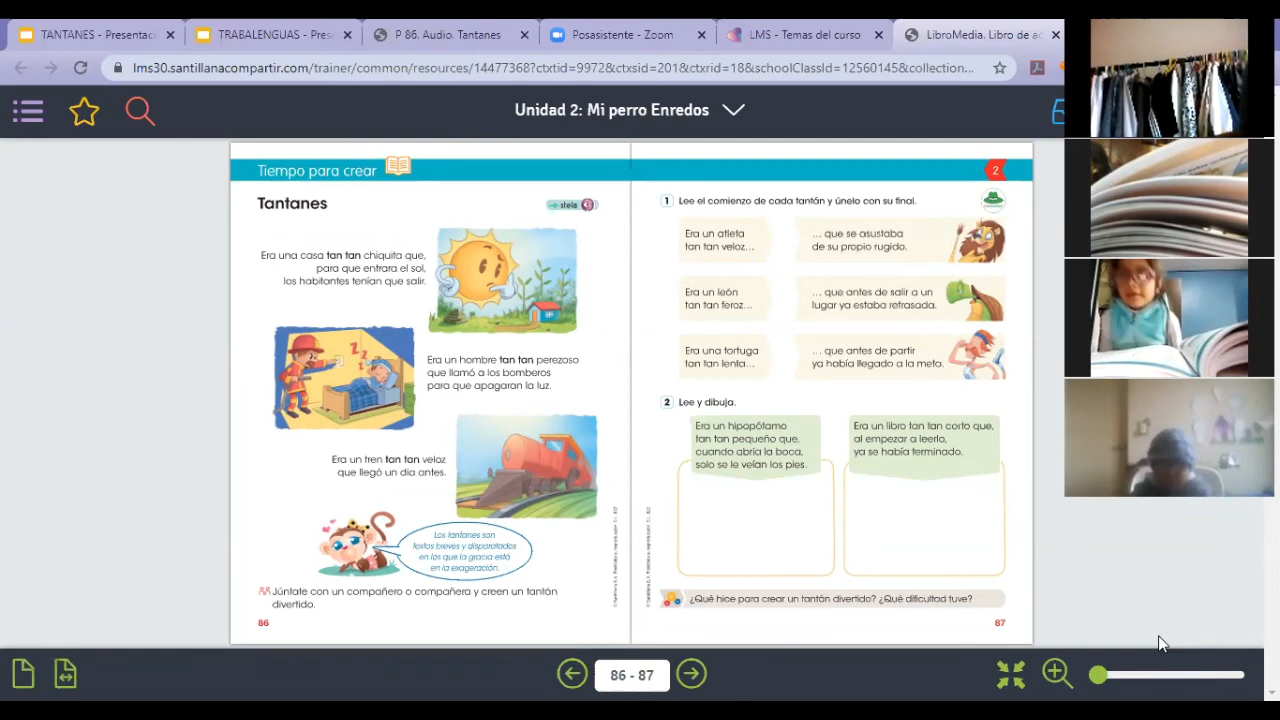 TANTANES - Presentac
TRABALENGUAS - Pres
P 86. Audio. Tantanes
Posasistente - Zoom
LMS - Temas del curso
LibroMedia. Libro de ac
lms30.santillanacompartir.com/trainer/common/resources/14477368?ctxtid=9972&ctxsid=201&ctxrid=18&schoolClassId=12560145&collection...
Unidad 2: Mi perro Enredos
Tiempo para crear
Tantanes
stela
Era una casa tan tan chiquita que,
para que entrara el sol,
los habitantes tenían que salir.
Era un hombre tan tan perezoso
que llamó a los bomberos
para que apagaran la luz.
Era un tren tan tan veloz
que llegó un día antes.
Los tantanes son
textos breves y disparatados
en los que la gracia está
en la exageración.
Júntate con un compañero o compañera y creen un tantán
divertido.
86
2
1 Lee el comienzo de cada tantán y únelo con su final.
Era un atleta
tan tan veloz...
... que se asustaba
de su propio rugido.
Era un león
tan tan feroz...
... que antes de salir a un
lugar ya estaba retrasada.
Era una tortuga
tan tan lenta...
... que antes de partir
ya había llegado a la meta.
2 Lee y dibuja.
Era un hipopótamo
tan tan pequeño que,
cuando abría la boca,
solo se le veían los pies.
Era un libro tan tan corto que,
al empezar a leerlo,
ya se había terminado.
¿Qué hice para crear un tantán divertido? ¿Qué dificultad tuve?
87
86 - 87